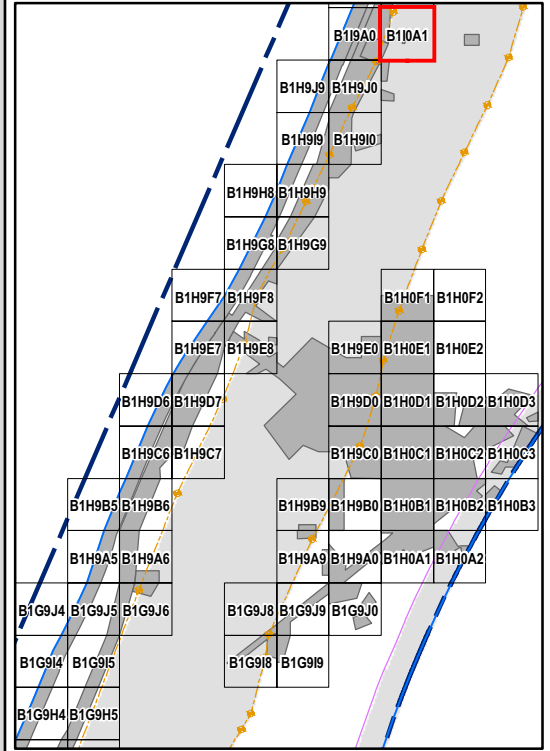 B1I9A0 B1I0A1
B1H9J9 B1H9J0
B1H9I9 B1H9I0
B1H9H8 B1H9H9
B1H9G8 B1H9G9
B1H9F7 B1H9F8 B1H0F1 B1H0F2
B1H9E7 B1H9E8 B1H9E0 B1H0E1 B1H0E2
B1H9D6 B1H9D7 B1H9D0 B1H0D1 B1H0D2 B1H0D3
B1H9C6 B1H9C7 B1H9C0 B1H0C1 B1H0C2 B1H0C3
B1H9B5 B1H9B6 B1H9B9 B1H9B0 B1H0B1 B1H0B2 B1H0B3
B1H9A5 B1H9A6 B1H9A9 B1H9A0 B1H0A1 B1H0A2
B1G9J4 B1G9J5 B1G9J6 B1G9J8 B1G9J9 B1G9J0
B1G9I4 B1G9I5 B1G9I8 B1G9I9
B1G9H4 B1G9H5